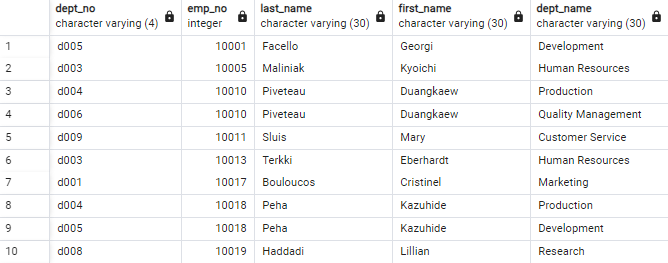 dept_no emp_no last_name first_name dept_name
character varying (4) integer character varying (30) character varying (30) character varying (30)
1 d005 10001 Facello Georgi Development
2 d003 10005 Maliniak Kyoichi Human Resources
3 d004 10010 Piveteau Duangkaew Production
4 d006 10010 Piveteau Duangkaew Quality Management
5 d009 10011 Sluis Mary Customer Service
6 d003 10013 Terkki Eberhardt Human Resources
7 d001 10017 Bouloucos Cristinel Marketing
8 d004 10018 Peha Kazuhide Production
9 d005 10018 Peha Kazuhide Development
10 d008 10019 Haddadi Lillian Research